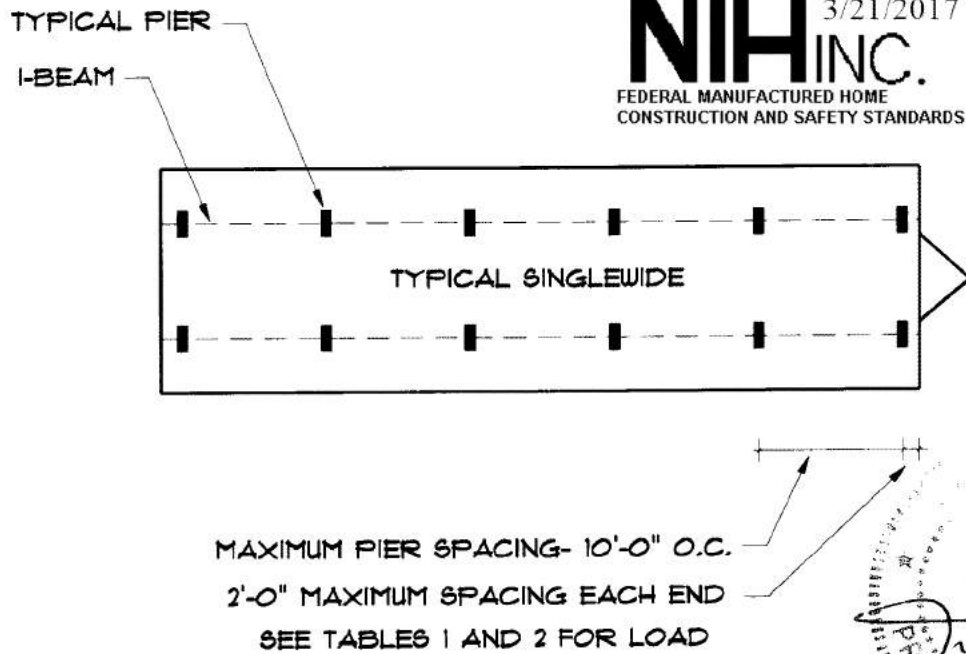 TYPICAL PIER
I-BEAM
3/21/2017
NIH INC.
FEDERAL MANUFACTURED HOME
CONSTRUCTION AND SAFETY STANDARDS
TYPICAL SINGLEWIDE
MAXIMUM PIER SPACING- 10'-0" O.C.
2'-0" MAXIMUM SPACING EACH END
SEE TABLES 1 AND 2 FOR LOAD